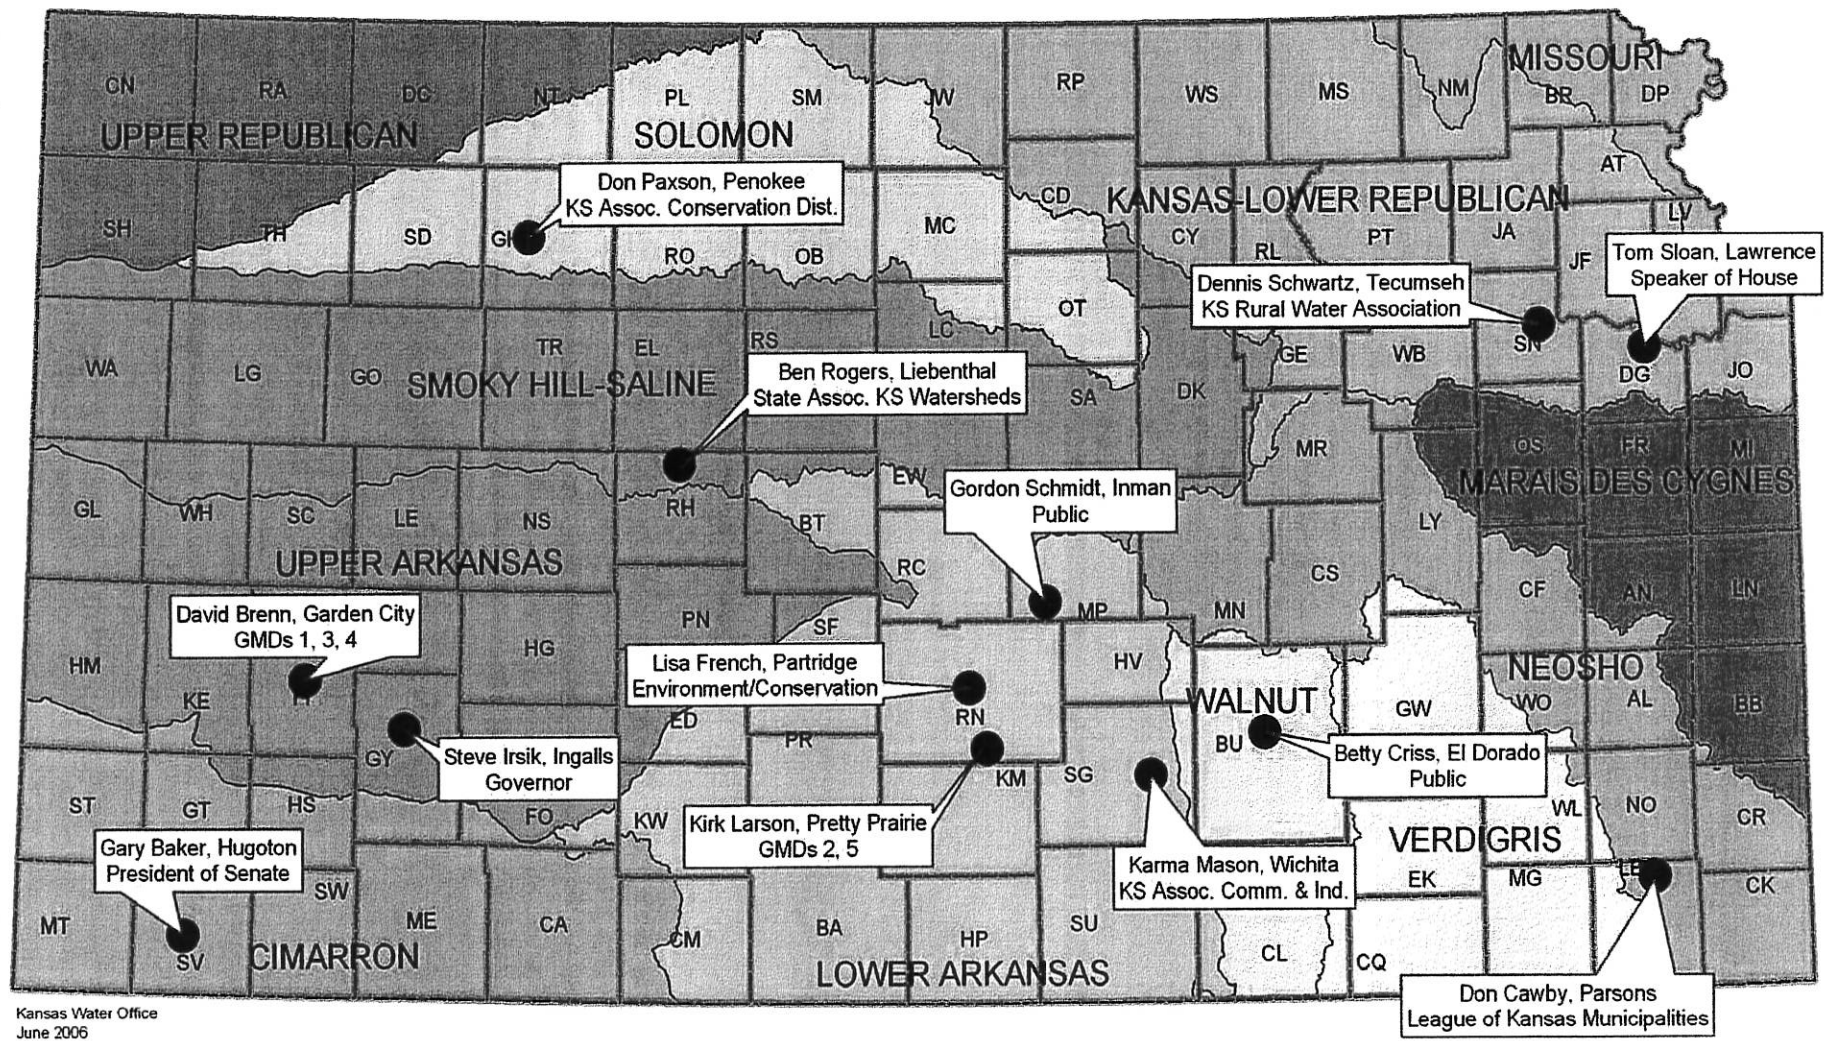 CN
RA
DC
NT
PL
SM
JW
RP
WS
MS
NM
MISSOURI
BR
DP
UPPER REPUBLICAN
SOLOMON
AT
Don Paxson, Penokee
KS Assoc. Conservation Dist.
CD
KANSAS-LOWER REPUBLICAN
LV
SH
TH
SD
RO
OB
MC
CY
RL
PT
JA
JF
Tom Sloan, Lawrence
Speaker of House
Dennis Schwartz, Tecumseh
KS Rural Water Association
OT
LC
WA
LG
GO
TR
EL
RS
SMOKY HILL-SALINE
Ben Rogers, Liebenthal
State Assoc. KS Watersheds
SA
DK
GE
WB
SN
DG
JO
MR
OS
FR
MI
MARAIS DES CYGNES
GL
WH
SC
LE
NS
RH
BT
EW
Gordon Schmidt, Inman
Public
LY
UPPER ARKANSAS
RC
CS
CF
AN
LN
David Brenn, Garden City
GMDs 1, 3, 4
PN
SF
MP
MN
HM
KE
HG
Lisa French, Partridge
Environment/Conservation
HV
NEOSHO
WALNUT
RN
GW
WO
AL
BB
ED
PR
BU
GY
Steve Irsik, Ingalls
Governor
Betty Criss, El Dorado
Public
KM
SG
ST
GT
HS
FO
KW
Kirk Larson, Pretty Prairie
GMDs 2, 5
WL
NO
CR
VERDIGRIS
Gary Baker, Hugoton
President of Senate
Karma Mason, Wichita
KS Assoc. Comm. & Ind.
EK
MG
CK
SW
MT
ME
CA
CM
BA
HP
SU
SV
CIMARRON
LOWER ARKANSAS
CL
CQ
Don Cawby, Parsons
League of Kansas Municipalities
Kansas Water Office
June 2006